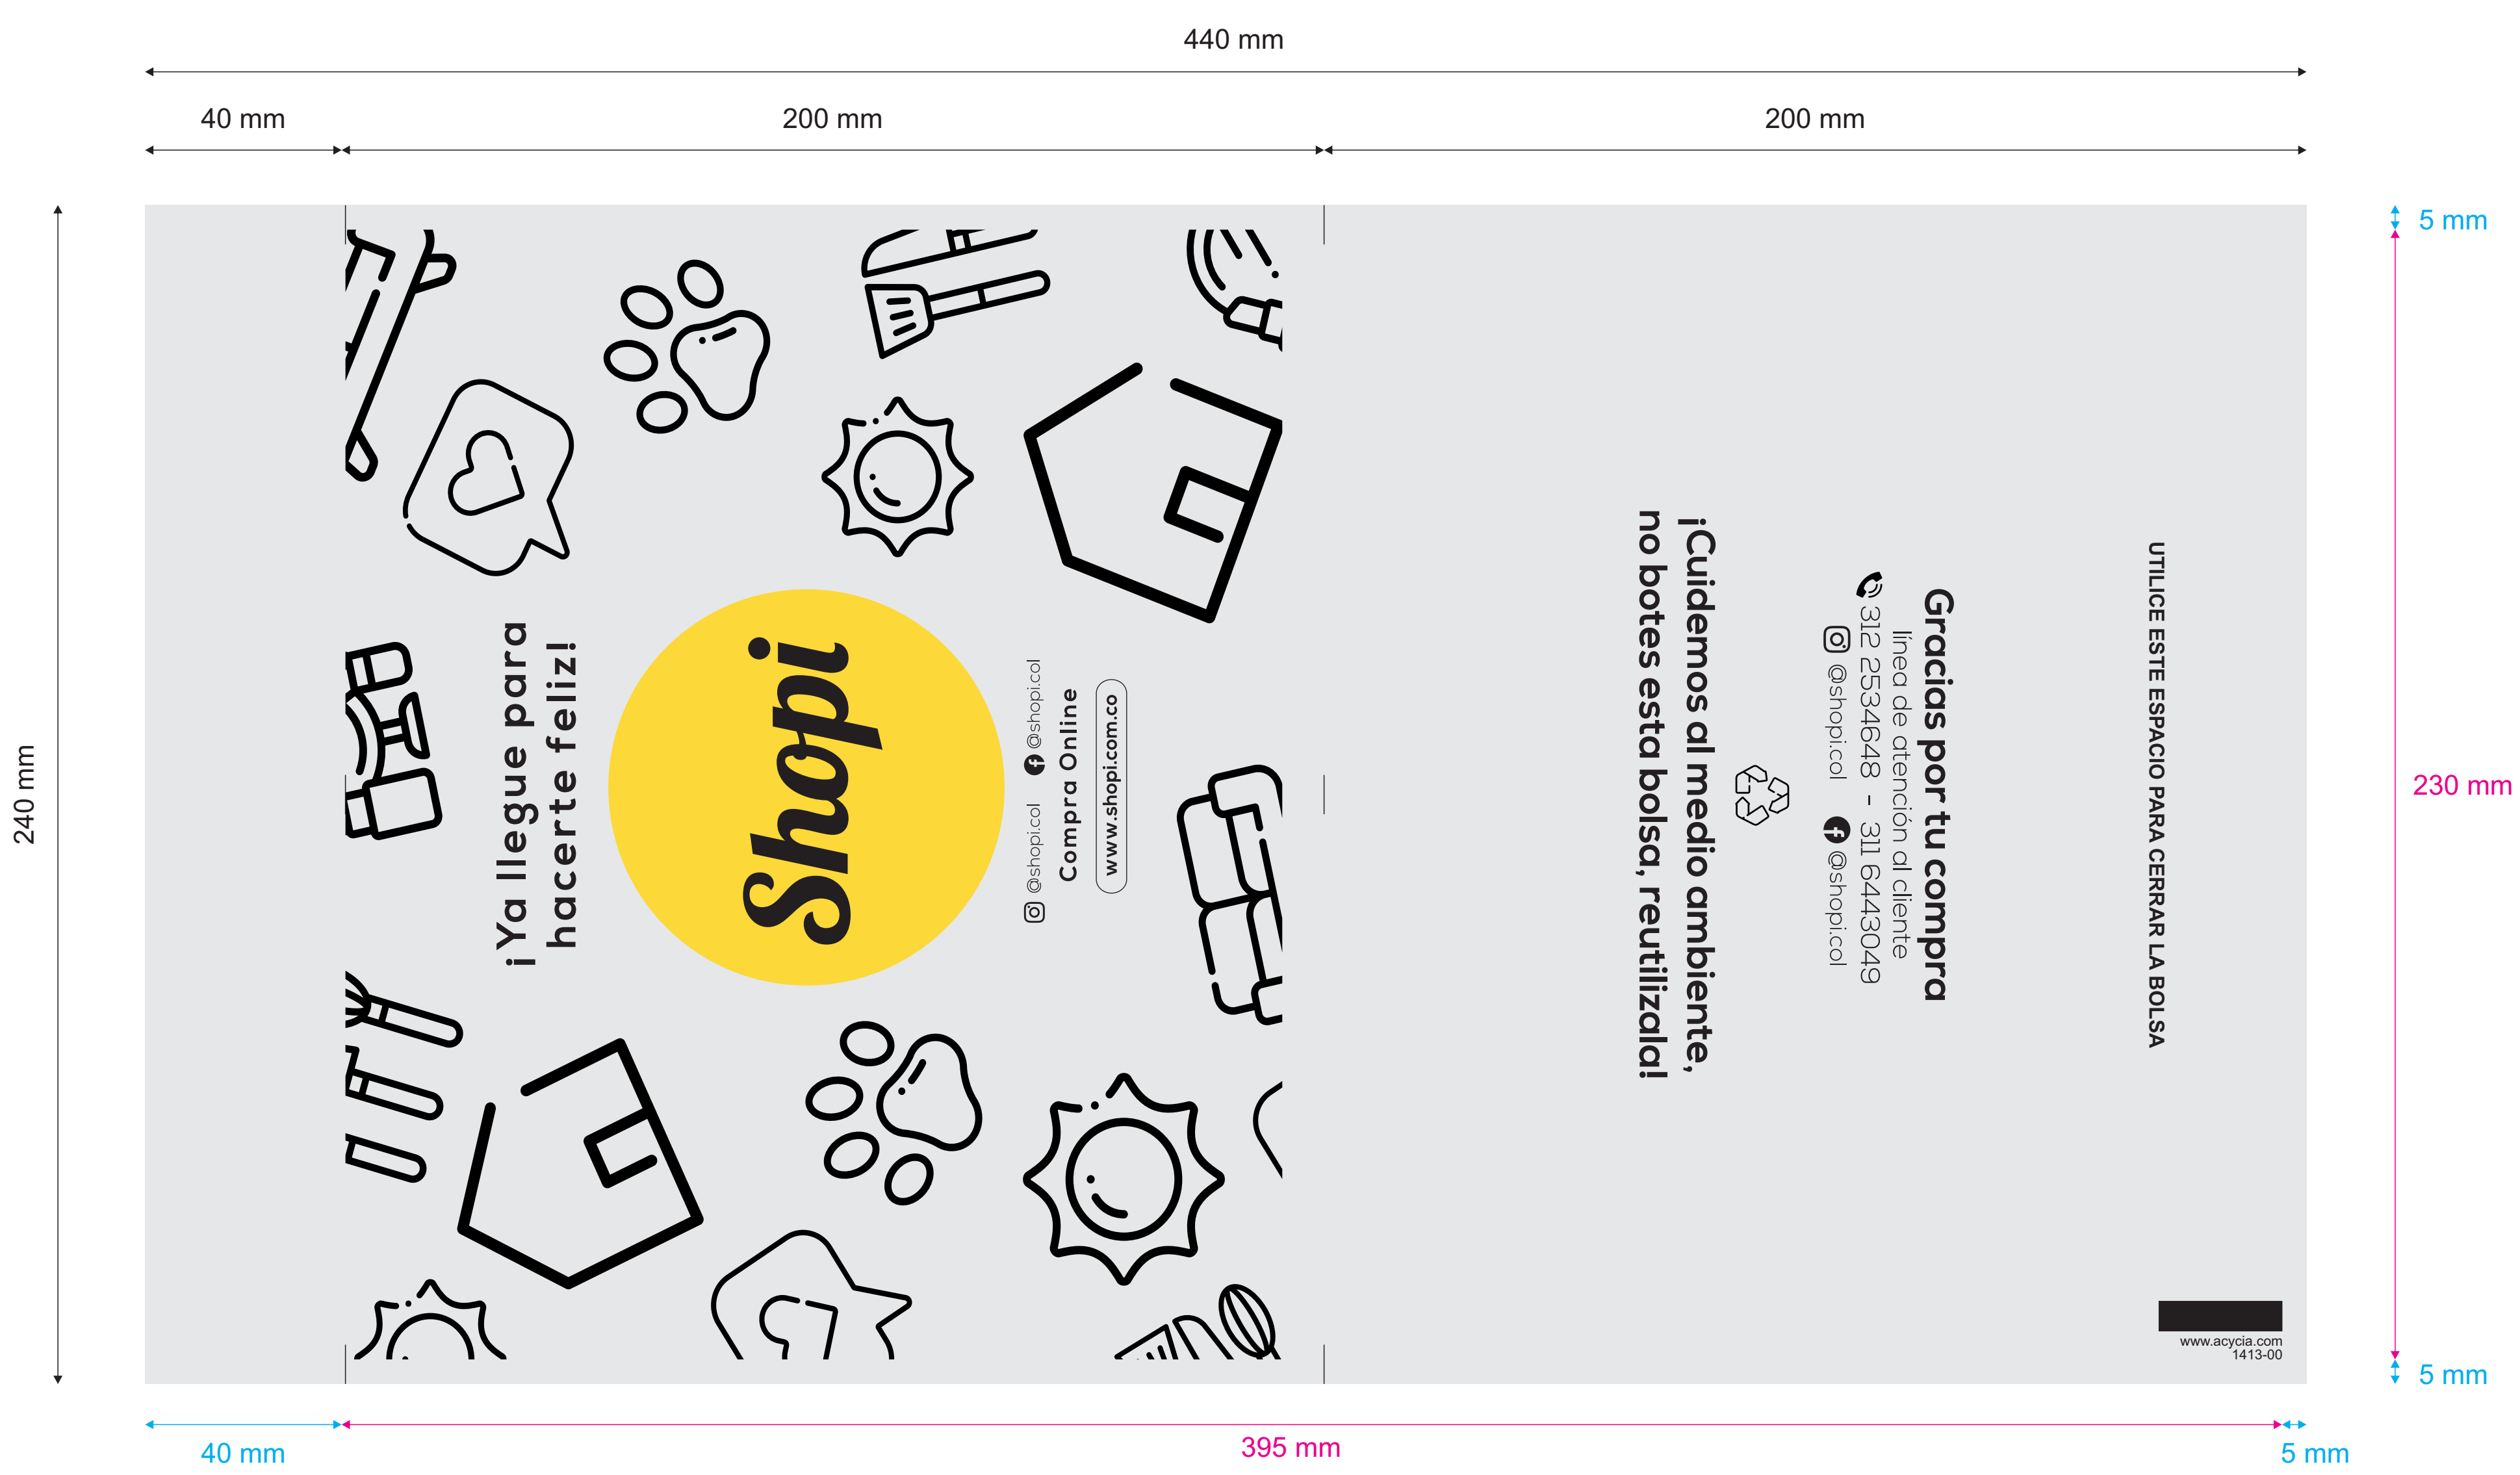 440 mm
40 mm
200 mm
200 mm
240 mm
5 mm
230 mm
5 mm
¡Ya llegue para
hacerte feliz!
Shopi
@shopi.col @shopi.col
Compra Online
www.shopi.com.co
UTILICE ESTE ESPACIO PARA CERRAR LA BOLSA
Gracias por tu compra
línea de atención al cliente
312 2534648 - 311 6443049
@shopi.col @shopi.col
¡Cuidemos al medio ambiente,
no botes esta bolsa, reutilizala!
www.acycia.com
1413-00
40 mm
395 mm
5 mm